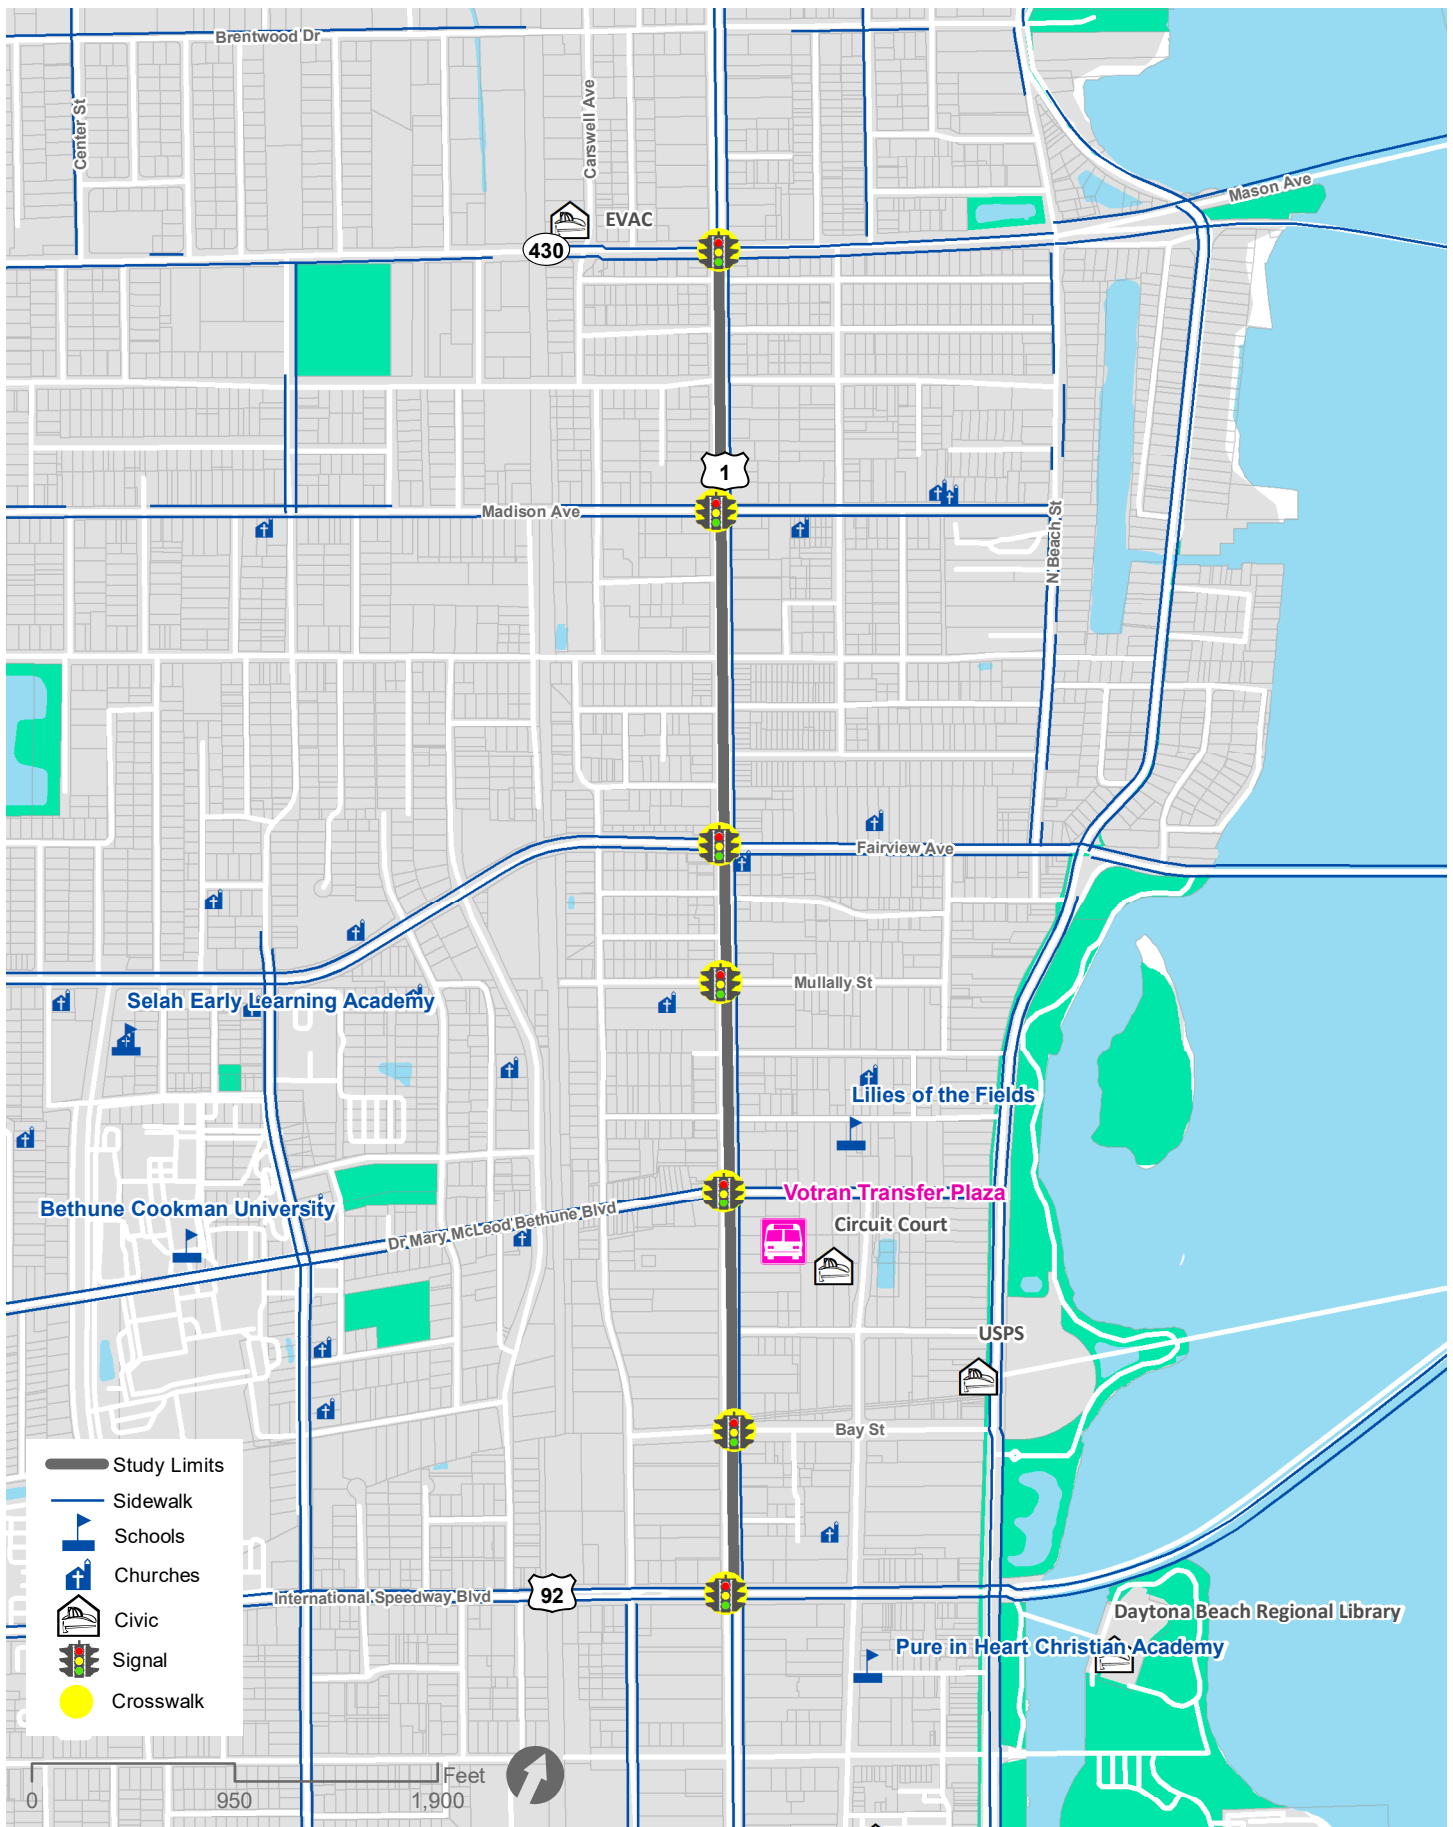 Brentwood Dr
Center St
Carswell Ave
Mason Ave
EVAC
430
1
Madison Ave
N Beach St
Fairview Ave
Mullally St
Selah Early Learning Academy
Lilies of the Fields
Votran Transfer Plaza
Bethune Cookman University
Circuit Court
Dr Mary McLeod Bethune Blvd
USPS
Bay St
Study Limits
Sidewalk
Schools
Churches
Civic
Signal
Crosswalk
International Speedway Blvd
92
Daytona Beach Regional Library
Pure in Heart Christian Academy
Feet
0 950 1,900